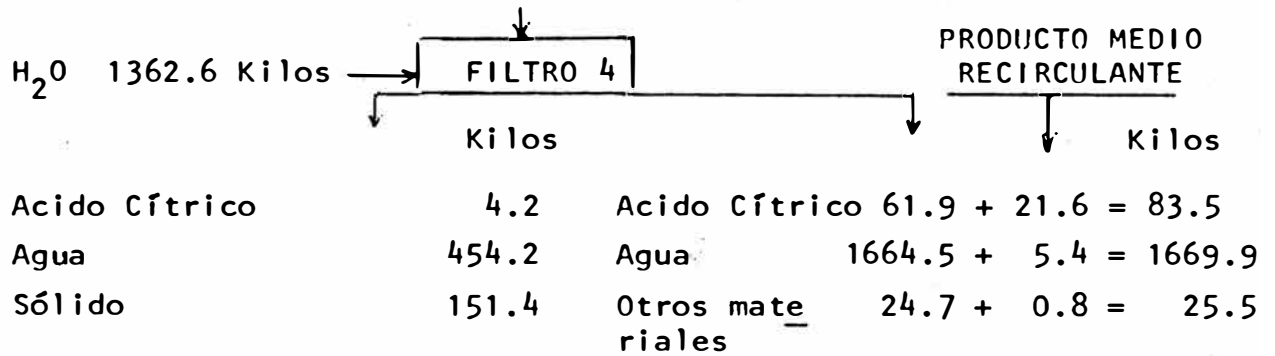 PRODUCTO MEDIO
H2O 1362.6 Kilos FILTRO 4 RECIRCULANTE
Kilos Kilos
Acido Cítrico 4.2 Acido Cítrico 61.9 + 21.6 = 83.5
Agua 454.2 Agua 1664.5 + 5.4 = 1669.9
Sólido 151.4 Otros mate 24.7 + 0.8 = 25.5
riales